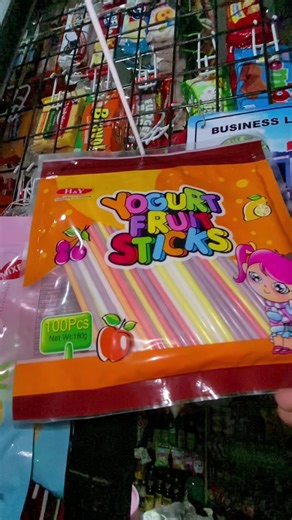 BUSINESS L
H&Y
YOGURT
FRUIT
STICKS
100Pcs